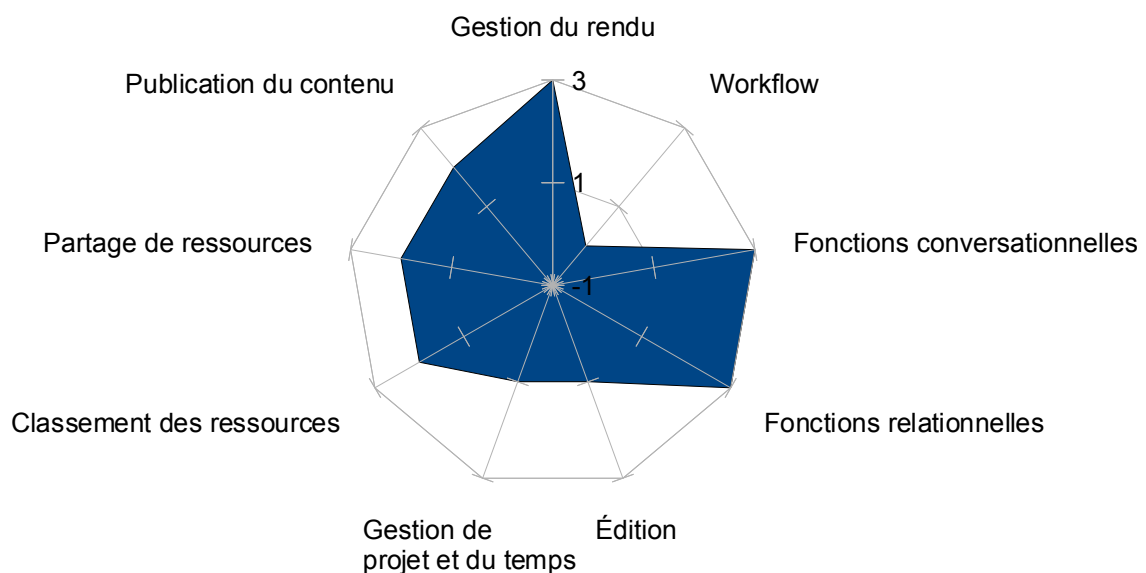 Gestion du rendu
Publication du contenu
3
Workflow
1
Partage de ressources
Fonctions conversationnelles
-1
Classement des ressources
Fonctions relationnelles
Gestion de
projet et du temps
Édition